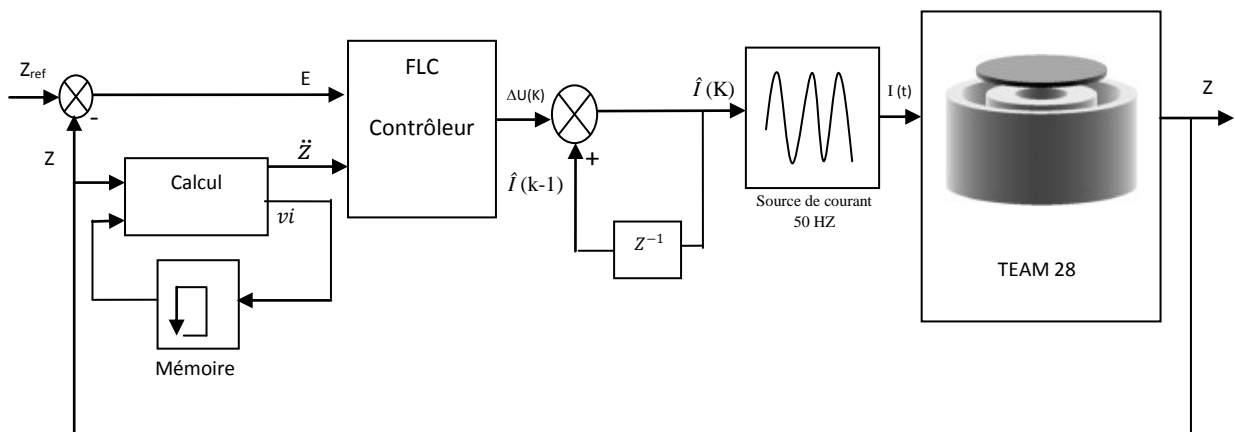 Z_ref
E
-
Z
Calcul
Z̈
vi
Mémoire
FLC
Contrôleur
ΔU(K)
+
Î (k-1)
Î (K)
Z⁻¹
Source de courant
50 HZ
I (t)
TEAM 28
Z